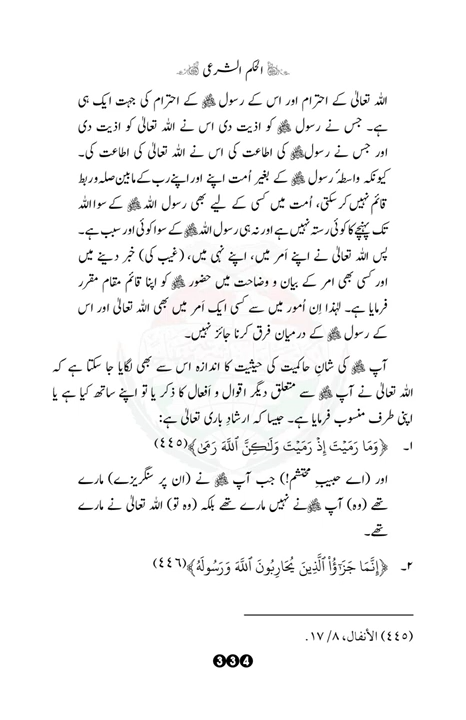 الحکم الشرعی
اللہ تعالیٰ کے احترام اور اس کے رسول ﷺ کے احترام کی جہت ایک ہی
ہے۔ جس نے رسول ﷺ کو اذیت دی اس نے اللہ تعالیٰ کو اذیت دی
اور جس نے رسول ﷺ کی اطاعت کی اس نے اللہ تعالیٰ کی اطاعت کی۔
کیونکہ واسطۂ رسول ﷺ کے بغیر اُمت اپنے اور اپنے رب کے مابین صلہ و ربط
قائم نہیں کر سکتی، اُمت میں کسی کے لیے بھی رسول اللہ ﷺ کے سوا اللہ
تک پہنچنے کا کوئی رستہ نہیں ہے اور نہ ہی رسول اللہ ﷺ کے سوا کوئی اور سبب ہے۔
پس اللہ تعالیٰ نے اپنے اَمر میں، اپنے نہی میں، (غیب کی) خبر دینے میں
اور کسی بھی امر کے بیان و وضاحت میں حضور ﷺ کو اپنا قائم مقام مقرر
فرمایا ہے۔ لہٰذا اِن اُمور میں سے کسی ایک اَمر میں بھی اللہ تعالیٰ اور اس
کے رسول ﷺ کے درمیان فرق کرنا جائز نہیں۔
آپ ﷺ کی شانِ حاکمیت کی حیثیت کا اندازہ اس سے بھی لگایا جا سکتا ہے کہ
اللہ تعالیٰ نے آپ ﷺ سے متعلق دیگر اقوال و اَفعال کا ذکر یا تو اپنے ساتھ کیا ہے یا
اپنی طرف منسوب فرمایا ہے۔ جیسا کہ ارشادِ باری تعالیٰ ہے:
۱۔ ﴿وَمَا رَمَيْتَ إِذْ رَمَيْتَ وَلَٰكِنَّ ٱللَّهَ رَمَىٰ﴾(٤٤٥)
اور (اے حبیبِ محتشم!) جب آپ ﷺ نے (ان پر سنگریزے) مارے
تھے (وہ) آپ ﷺ نے نہیں مارے تھے بلکہ (وہ تو) اللہ تعالیٰ نے مارے
تھے۔
۲۔ ﴿إِنَّمَا جَزَٰٓؤُاْ ٱلَّذِينَ يُحَارِبُونَ ٱللَّهَ وَرَسُولَهُۥ﴾(٤٤٦)
(٤٤٥) الأنفال، ٨/ ١٧.
334